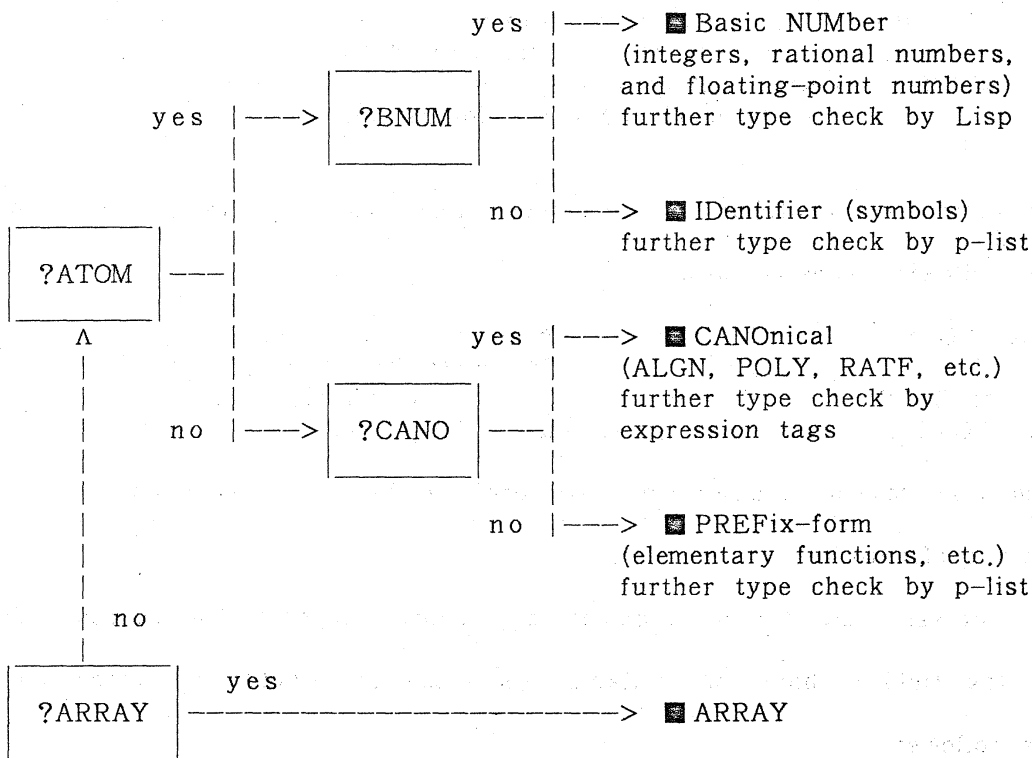 yes |---> ■ Basic NUMber
(integers, rational numbers,
and floating-point numbers)
further type check by Lisp
yes |---> ?BNUM ---
no |---> ■ IDentifier (symbols)
further type check by p-list
?ATOM ---
yes |---> ■ CANOnical
(ALGN, POLY, RATF, etc.)
further type check by
expression tags
no |---> ?CANO ---
no |---> ■ PREFix-form
(elementary functions, etc.)
further type check by p-list
no
yes
?ARRAY ---> ■ ARRAY